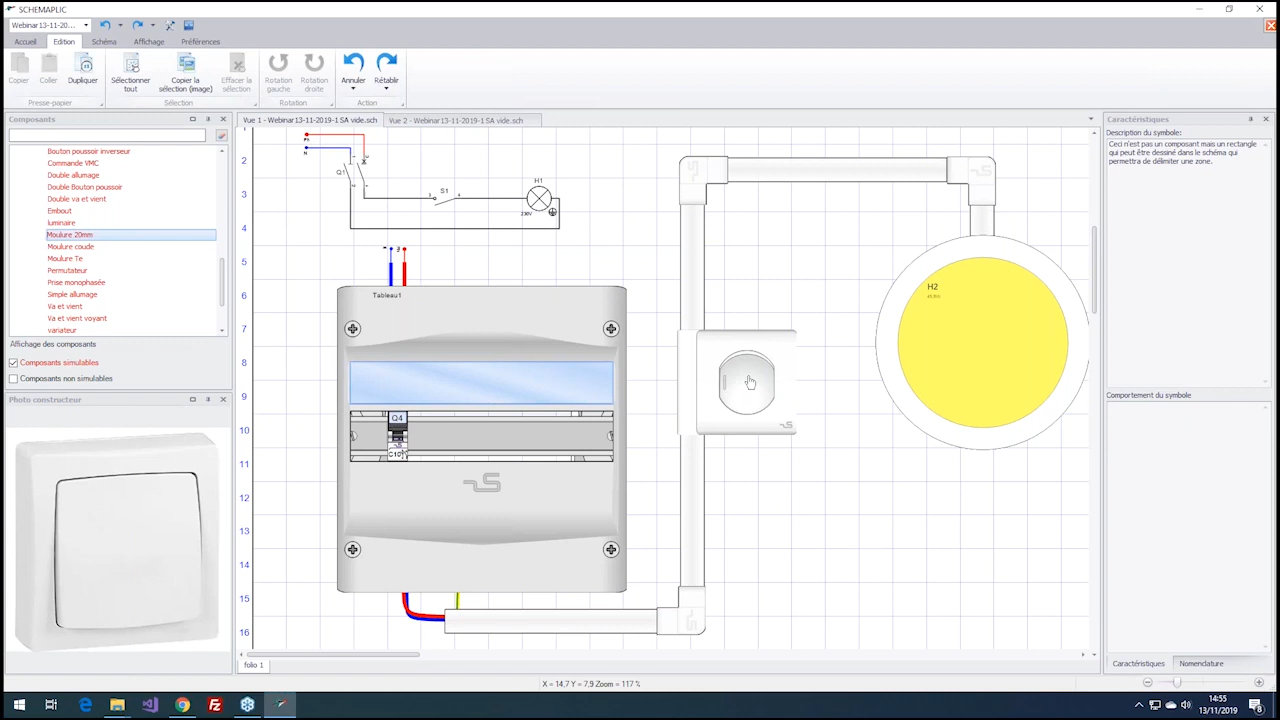 SCHEMAPLIC
Webinar13-11-20...
Accueil
Edition
Schéma
Affichage
Préférences
Copier
Coller
Dupliquer
Sélectionner tout
Copier la sélection (image)
Effacer la sélection
Rotation gauche
Rotation droite
Annuler
Rétablir
Presse-papier
Sélection
Rotation
Action
Composants
Bouton poussoir inverseur
Commande VMC
Double allumage
Double Bouton poussoir
Double va et vient
Embout
luminaire
Moulure 20mm
Moulure coude
Moulure Te
Permutateur
Prise monophasée
Simple allumage
Va et vient
Va et vient voyant
variateur
Affichage des composants
Composants simulables
Composants non simulables
Photo constructeur
Vue 1 - Webinar13-11-2019-1 SA vide.sch
Vue 2 - Webinar13-11-2019-1 SA vide.sch
1
2
3
4
5
6
7
8
9
10
11
12
13
14
15
16
Ph
N
Q1
S1
H1
230V
Tableau1
Q4
C10
H2
folio 1
Caractéristiques
Description du symbole:
Ceci n'est pas un composant mais un rectangle
qui peut être dessiné dans le schéma qui
permettra de délimiter une zone.
Comportement du symbole
Caractéristiques
Nomenclature
X = 14,7 Y = 7,9 Zoom = 117 %
14:55
13/11/2019